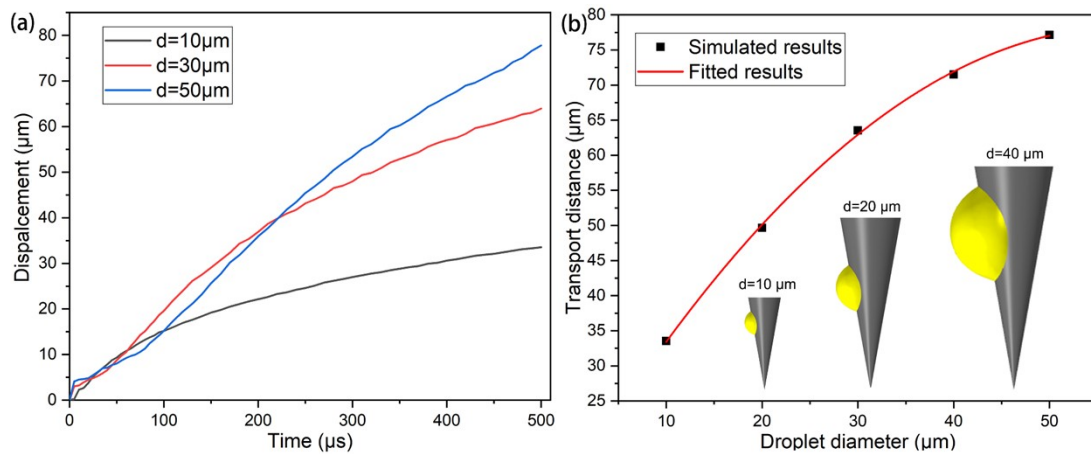 (a)
d=10μm
d=30μm
d=50μm
Dispalcement (μm)
80
70
60
50
40
30
20
10
0
0 100 200 300 400 500
Time (μs)
(b)
Simulated results
Fitted results
Transport distance (μm)
80
75
70
65
60
55
50
45
40
35
30
25
d=40 μm
d=20 μm
d=10 μm
10 20 30 40 50
Droplet diameter (μm)